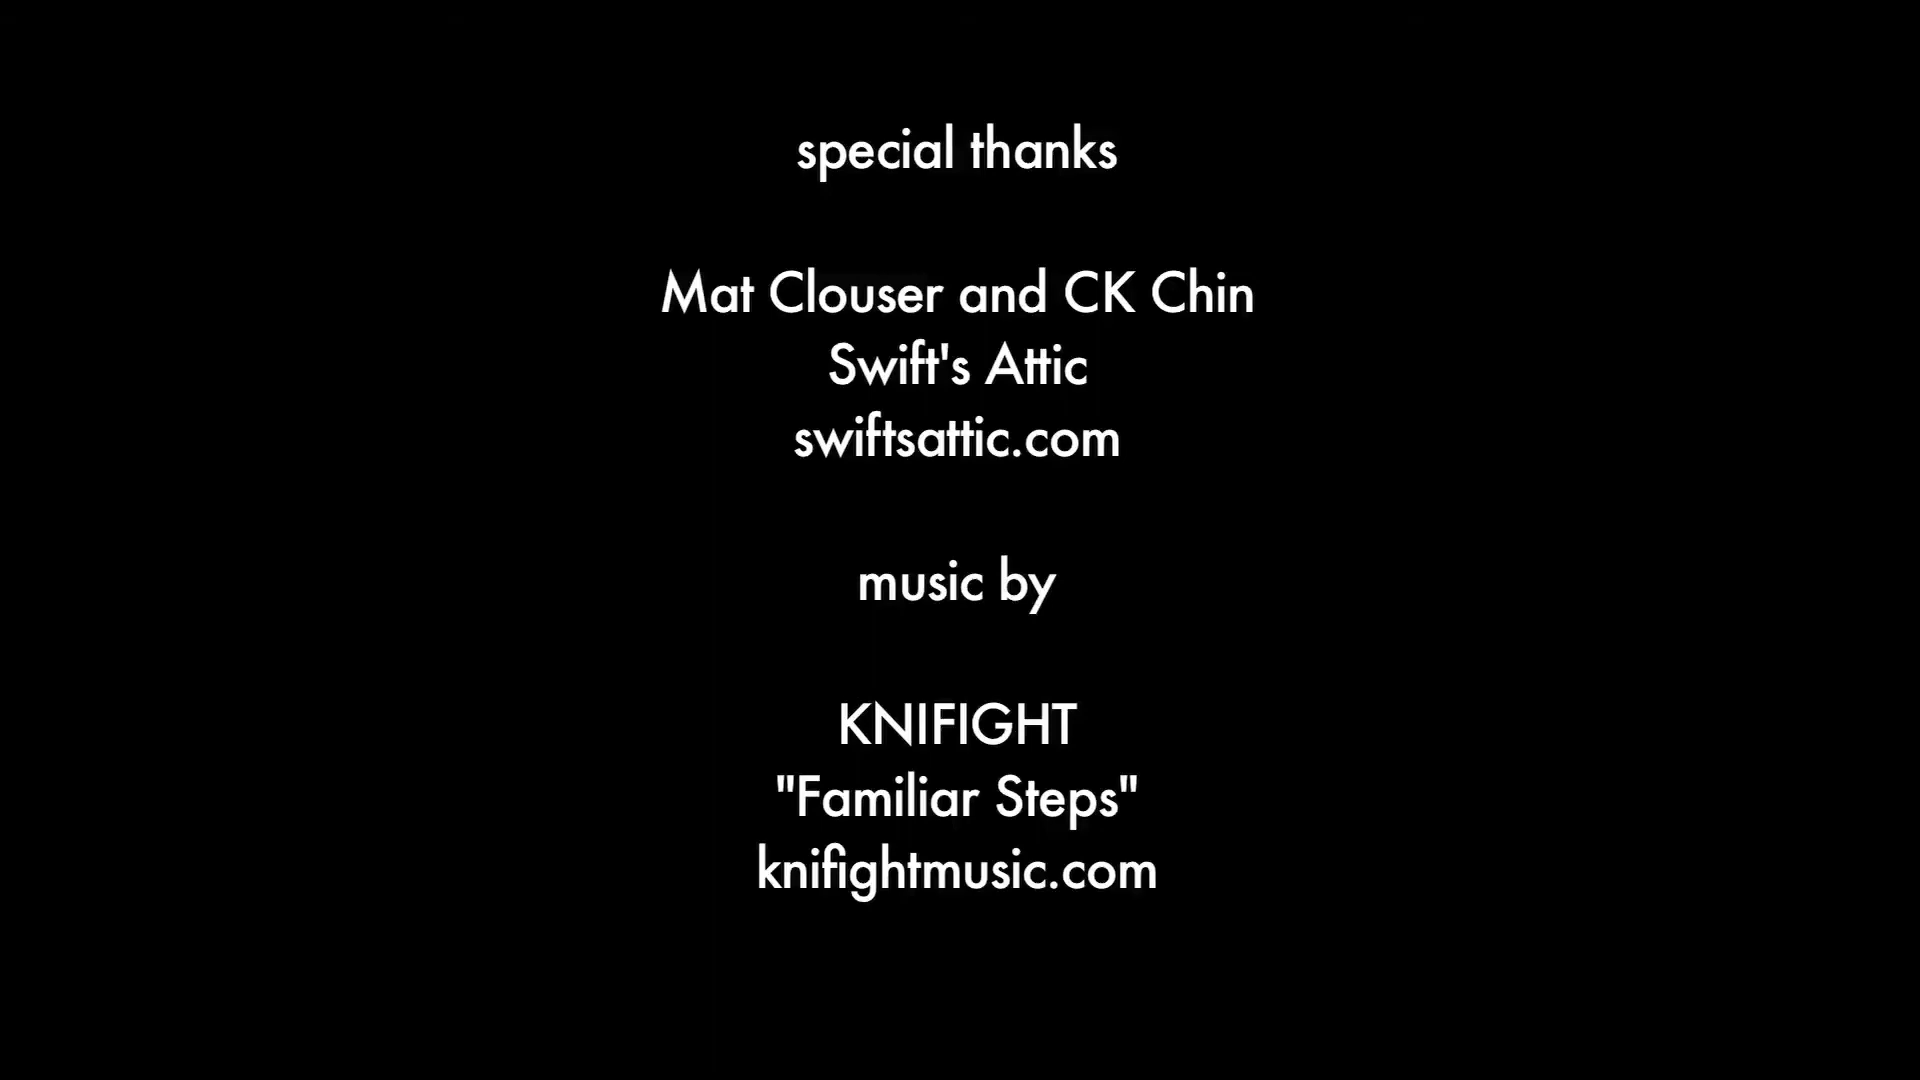 special thanks
Mat Clouser and CK Chin
Swift's Attic
swiftsattic.com
music by
KNIFIGHT
"Familiar Steps"
knifightmusic.com